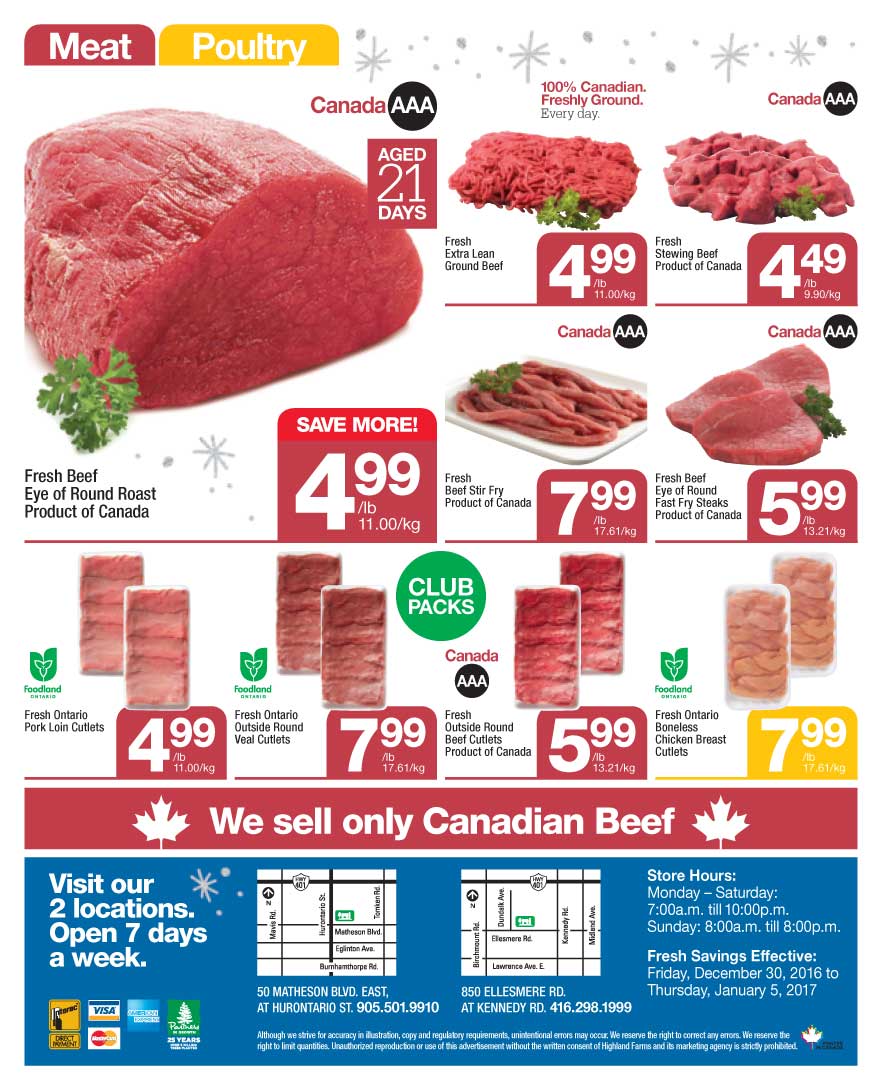 Meat
Poultry
Canada AAA
AGED
21
DAYS
SAVE MORE!
4.99
/lb
11.00/kg
Fresh Beef
Eye of Round Roast
Product of Canada
100% Canadian.
Freshly Ground.
Every day.
Fresh
Extra Lean
Ground Beef
4.99
/lb
11.00/kg
Canada AAA
Fresh
Stewing Beef
Product of Canada
4.49
/lb
9.90/kg
Canada AAA
Fresh
Beef Stir Fry
Product of Canada
7.99
/lb
17.61/kg
Canada AAA
Fresh Beef
Eye of Round
Fast Fry Steaks
Product of Canada
5.99
/lb
13.21/kg
CLUB
PACKS
Foodland
ONTARIO
Fresh Ontario
Pork Loin Cutlets
4.99
/lb
11.00/kg
Foodland
ONTARIO
Fresh Ontario
Outside Round
Veal Cutlets
7.99
/lb
17.61/kg
Canada
AAA
Fresh
Outside Round
Beef Cutlets
Product of Canada
5.99
/lb
13.21/kg
Foodland
ONTARIO
Fresh Ontario
Boneless
Chicken Breast
Cutlets
7.99
/lb
17.61/kg
We sell only Canadian Beef
Visit our
2 locations.
Open 7 days
a week.
Interac
DIRECT
PAYMENT
VISA
MasterCard
AMERICAN
EXPRESS
Partners
IN GROWTH
25 YEARS
HWY
401
N
Mavis Rd.
Hurontario St.
Tomken Rd.
Matheson Blvd.
Eglinton Ave.
Burnhamthorpe Rd.
50 MATHESON BLVD. EAST,
AT HURONTARIO ST. 905.501.9910
HWY
401
N
Birchmount Rd.
Dundalk Ave.
Kennedy Rd.
Midland Ave.
Ellesmere Rd.
Lawrence Ave. E.
850 ELLESMERE RD.
AT KENNEDY RD. 416.298.1999
Store Hours:
Monday – Saturday:
7:00a.m. till 10:00p.m.
Sunday: 8:00a.m. till 8:00p.m.
Fresh Savings Effective:
Friday, December 30, 2016 to
Thursday, January 5, 2017
Although we strive for accuracy in illustration, copy and regulatory requirements, unintentional errors may occur. We reserve the right to correct any errors. We reserve the
right to limit quantities. Unauthorized reproduction or use of this advertisement without the written consent of Highland Farms and its marketing agency is strictly prohibited.